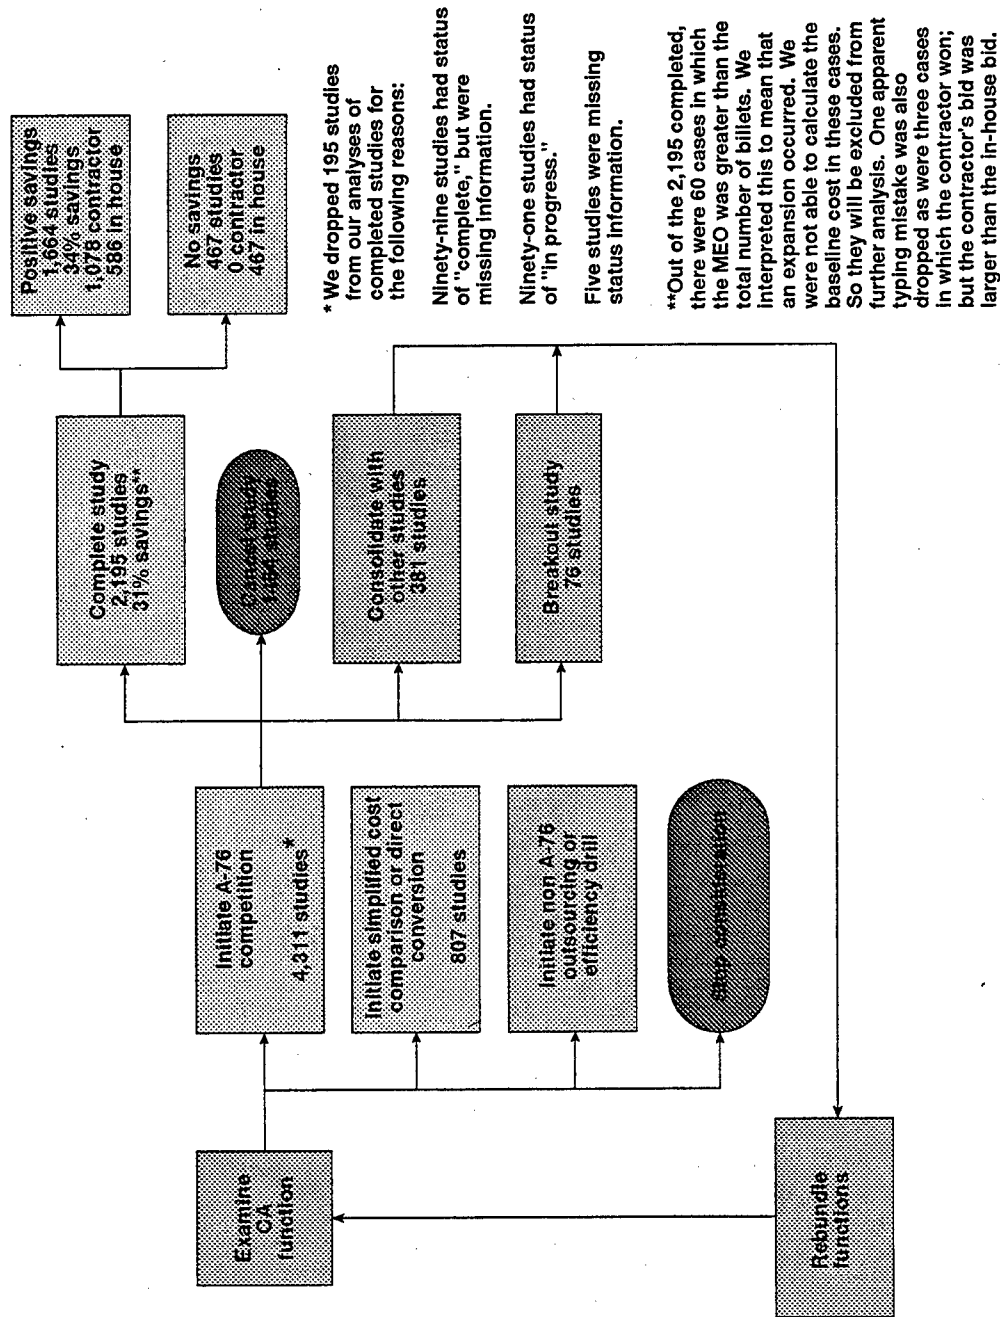 Examine
CA
function
Rebundle
functions
Initiate A-76
competition
4,311 studies*
Initiate simplified cost
comparison or direct
conversion
807 studies
Initiate non A-76
outsourcing or
efficiency drill
Stop consideration
Complete study
2,195 studies
31% savings**
Cancel study
1,464 studies
Consolidate with
other studies
381 studies
Breakout study
76 studies
Positive savings
1,664 studies
34% savings
1,078 contractor
586 in house
No savings
467 studies
0 contractor
467 in house
* We dropped 195 studies
from our analyses of
completed studies for
the following reasons:
Ninety-nine studies had status
of "complete," but were
missing information.
Ninety-one studies had status
of "in progress."
Five studies were missing
status information.
**Out of the 2,195 completed,
there were 60 cases in which
the MEO was greater than the
total number of billets. We
interpreted this to mean that
an expansion occurred. We
were not able to calculate the
baseline cost in these cases.
So they will be excluded from
further analysis. One apparent
typing mistake was also
dropped as were three cases
in which the contractor won;
but the contractor's bid was
larger than the in-house bid.